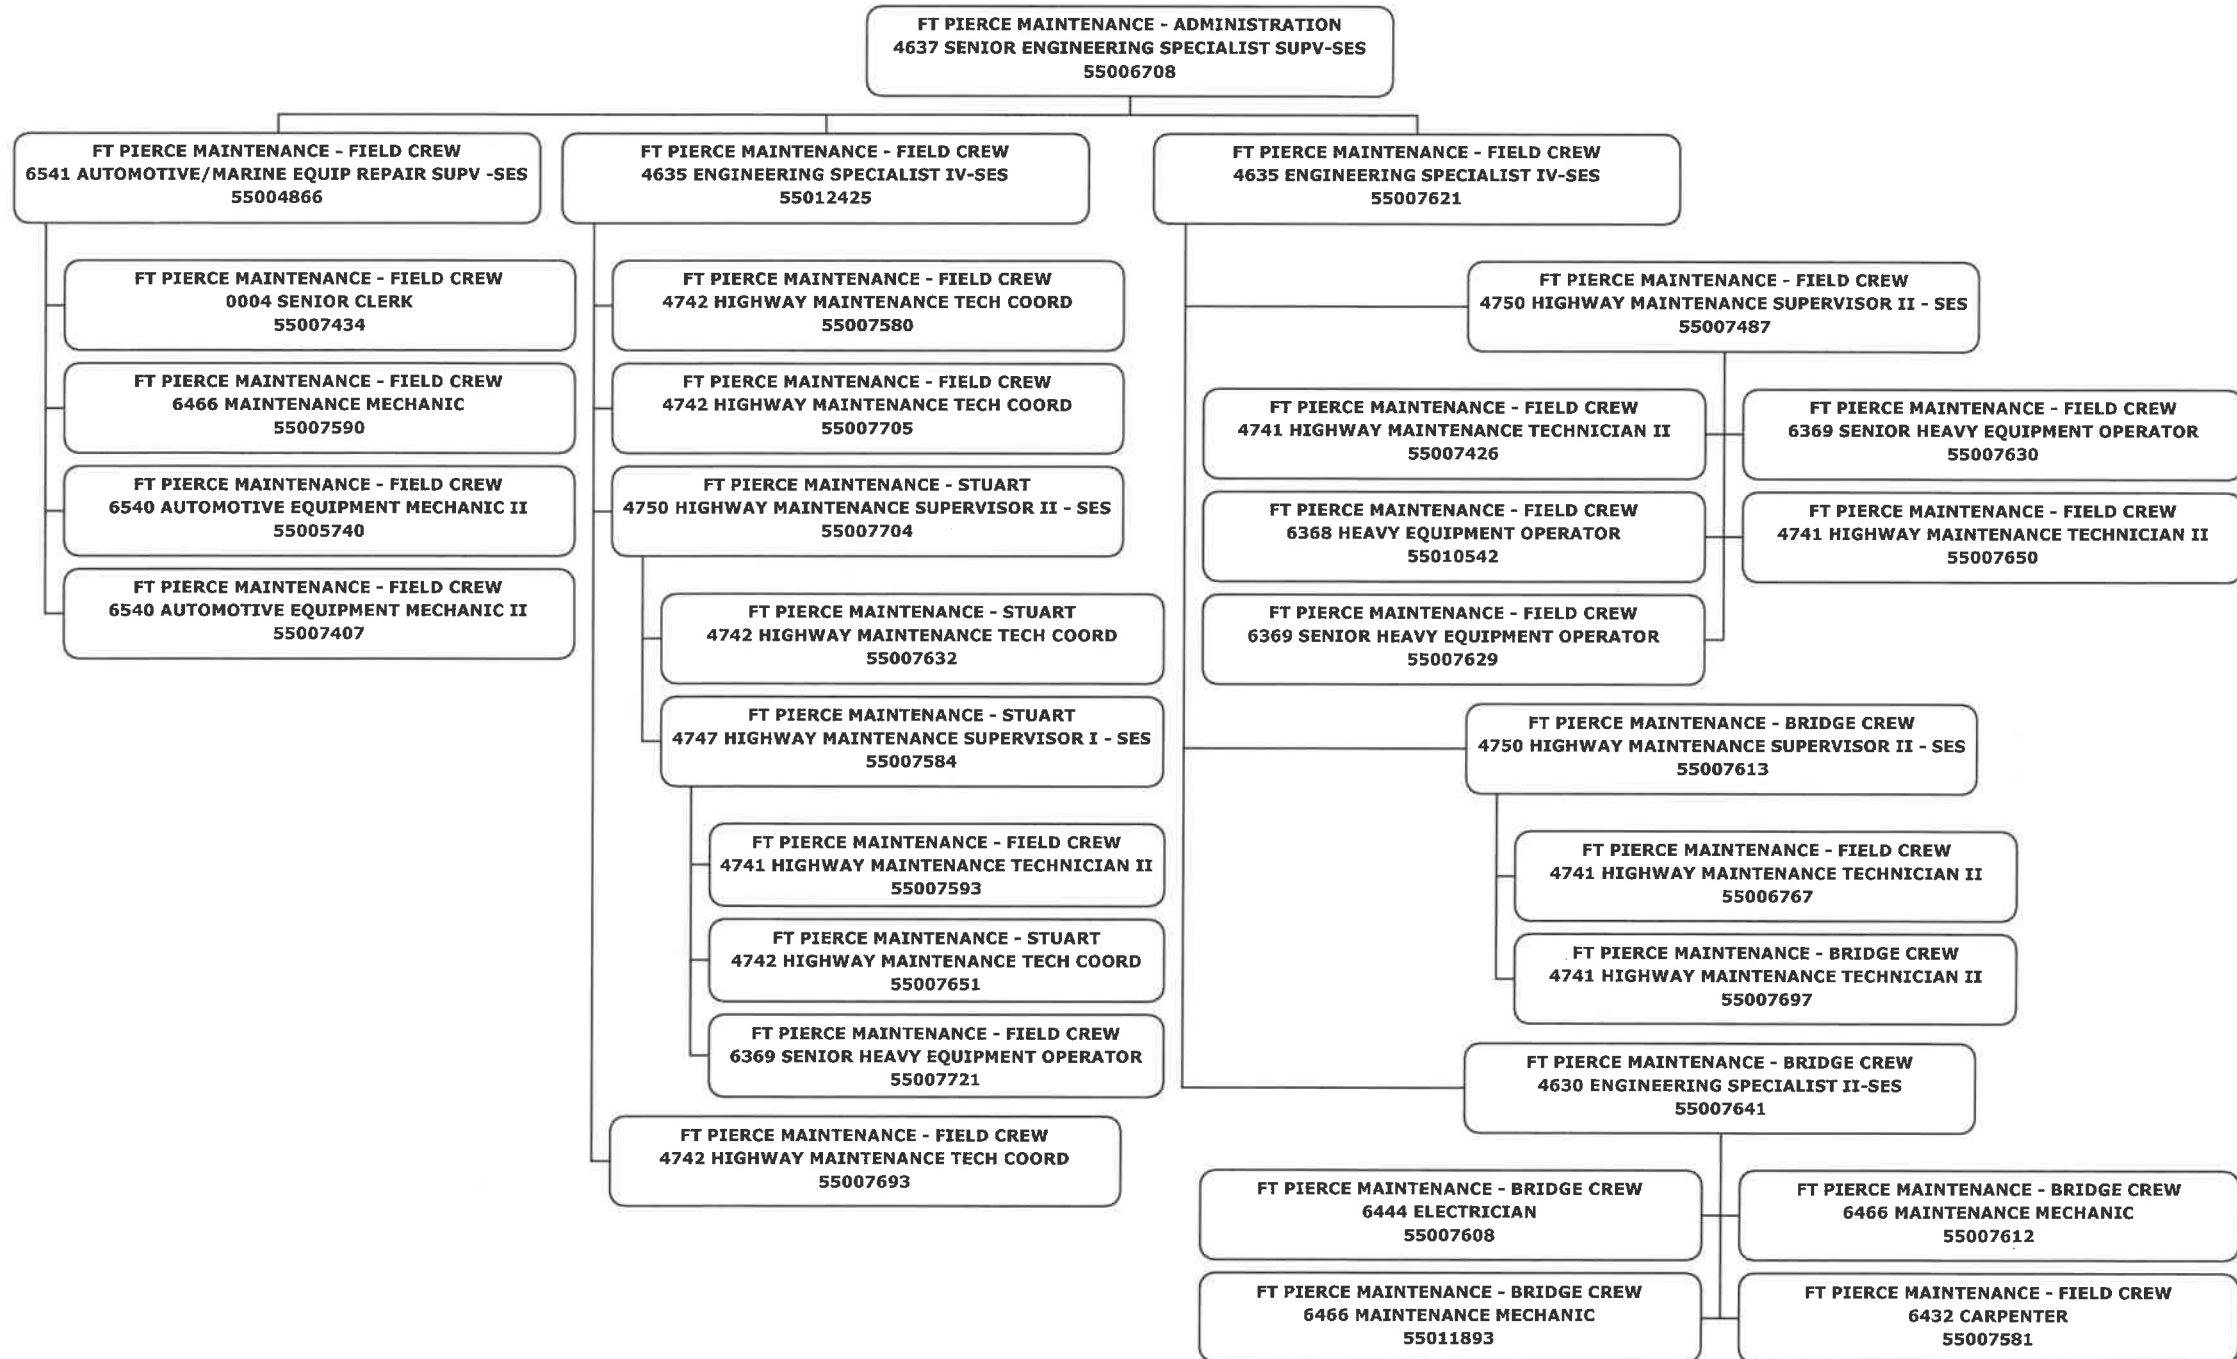 FT PIERCE MAINTENANCE - ADMINISTRATION
4637 SENIOR ENGINEERING SPECIALIST SUPV-SES
55006708
FT PIERCE MAINTENANCE - FIELD CREW
6541 AUTOMOTIVE/MARINE EQUIP REPAIR SUPV -SES
55004866
FT PIERCE MAINTENANCE - FIELD CREW
0004 SENIOR CLERK
55007434
FT PIERCE MAINTENANCE - FIELD CREW
6466 MAINTENANCE MECHANIC
55007590
FT PIERCE MAINTENANCE - FIELD CREW
6540 AUTOMOTIVE EQUIPMENT MECHANIC II
55005740
FT PIERCE MAINTENANCE - FIELD CREW
6540 AUTOMOTIVE EQUIPMENT MECHANIC II
55007407
FT PIERCE MAINTENANCE - FIELD CREW
4635 ENGINEERING SPECIALIST IV-SES
55012425
FT PIERCE MAINTENANCE - FIELD CREW
4742 HIGHWAY MAINTENANCE TECH COORD
55007580
FT PIERCE MAINTENANCE - FIELD CREW
4742 HIGHWAY MAINTENANCE TECH COORD
55007705
FT PIERCE MAINTENANCE - STUART
4750 HIGHWAY MAINTENANCE SUPERVISOR II - SES
55007704
FT PIERCE MAINTENANCE - STUART
4742 HIGHWAY MAINTENANCE TECH COORD
55007632
FT PIERCE MAINTENANCE - STUART
4747 HIGHWAY MAINTENANCE SUPERVISOR I - SES
55007584
FT PIERCE MAINTENANCE - FIELD CREW
4741 HIGHWAY MAINTENANCE TECHNICIAN II
55007593
FT PIERCE MAINTENANCE - STUART
4742 HIGHWAY MAINTENANCE TECH COORD
55007651
FT PIERCE MAINTENANCE - FIELD CREW
6369 SENIOR HEAVY EQUIPMENT OPERATOR
55007721
FT PIERCE MAINTENANCE - FIELD CREW
4742 HIGHWAY MAINTENANCE TECH COORD
55007693
FT PIERCE MAINTENANCE - FIELD CREW
4635 ENGINEERING SPECIALIST IV-SES
55007621
FT PIERCE MAINTENANCE - FIELD CREW
4750 HIGHWAY MAINTENANCE SUPERVISOR II - SES
55007487
FT PIERCE MAINTENANCE - FIELD CREW
4741 HIGHWAY MAINTENANCE TECHNICIAN II
55007426
FT PIERCE MAINTENANCE - FIELD CREW
6369 SENIOR HEAVY EQUIPMENT OPERATOR
55007630
FT PIERCE MAINTENANCE - FIELD CREW
6368 HEAVY EQUIPMENT OPERATOR
55010542
FT PIERCE MAINTENANCE - FIELD CREW
4741 HIGHWAY MAINTENANCE TECHNICIAN II
55007650
FT PIERCE MAINTENANCE - FIELD CREW
6369 SENIOR HEAVY EQUIPMENT OPERATOR
55007629
FT PIERCE MAINTENANCE - BRIDGE CREW
4750 HIGHWAY MAINTENANCE SUPERVISOR II - SES
55007613
FT PIERCE MAINTENANCE - FIELD CREW
4741 HIGHWAY MAINTENANCE TECHNICIAN II
55006767
FT PIERCE MAINTENANCE - BRIDGE CREW
4741 HIGHWAY MAINTENANCE TECHNICIAN II
55007697
FT PIERCE MAINTENANCE - BRIDGE CREW
4630 ENGINEERING SPECIALIST II-SES
55007641
FT PIERCE MAINTENANCE - BRIDGE CREW
6444 ELECTRICIAN
55007608
FT PIERCE MAINTENANCE - BRIDGE CREW
6466 MAINTENANCE MECHANIC
55007612
FT PIERCE MAINTENANCE - BRIDGE CREW
6466 MAINTENANCE MECHANIC
55011893
FT PIERCE MAINTENANCE - FIELD CREW
6432 CARPENTER
55007581